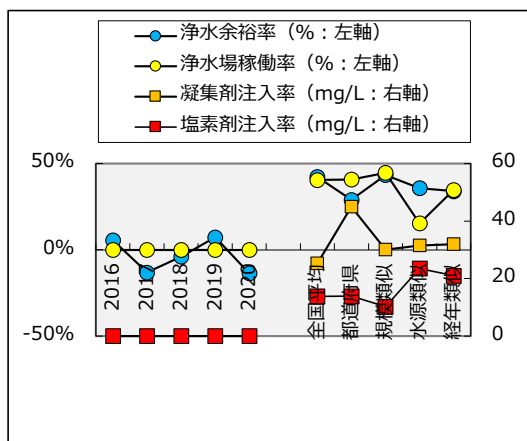 浄水余裕率（%：左軸）
浄水場稼働率（%：左軸）
凝集剤注入率（mg/L：右軸）
塩素剤注入率（mg/L：右軸）
50%
0%
-50%
60
40
20
0
2016
2017
2018
2019
2020
全国平均
都道府県
規模類似
水源類似
経年類似